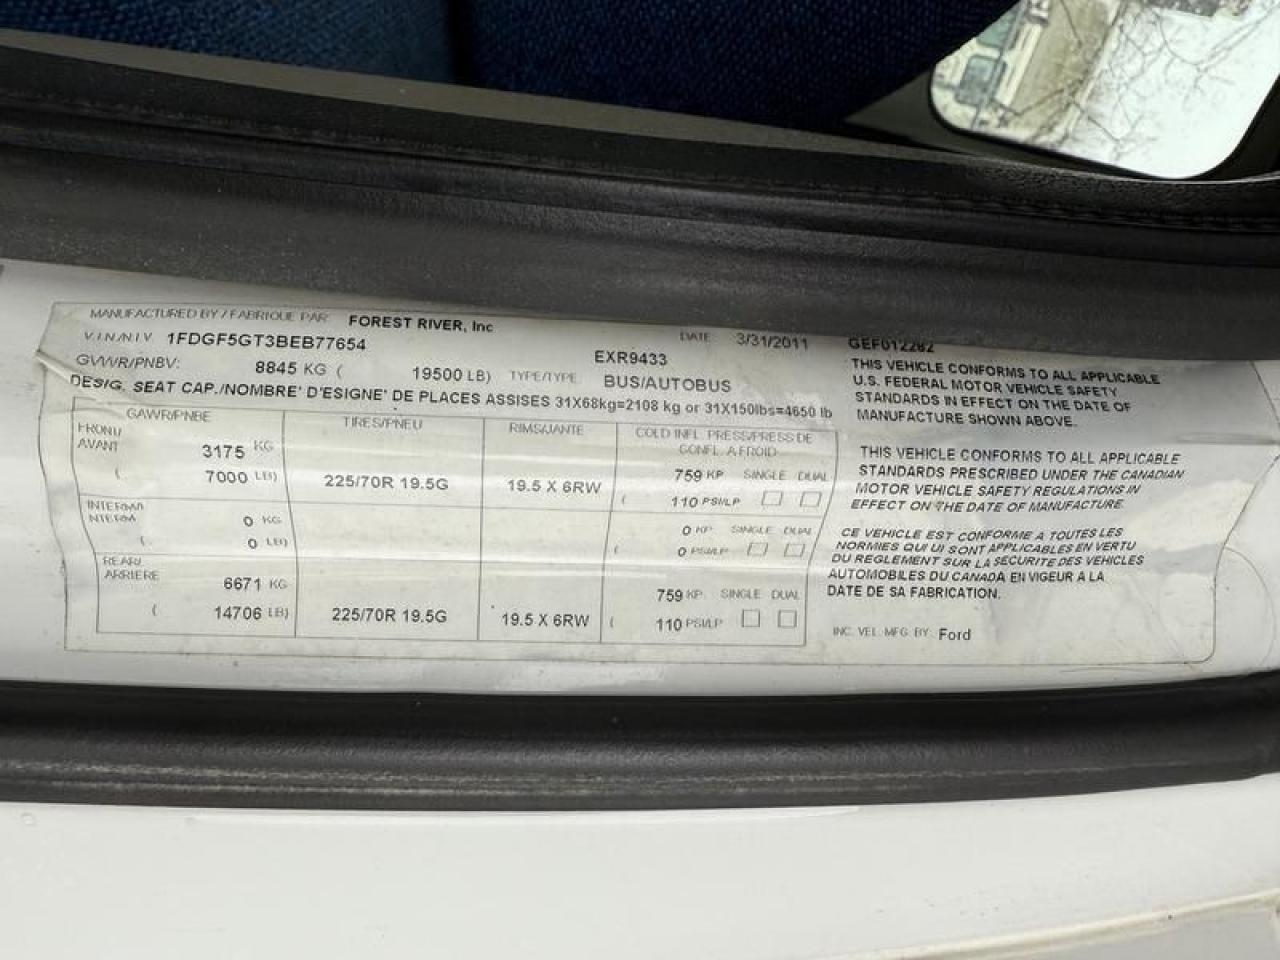 MANUFACTURED BY / FABRIQUE PAR: FOREST RIVER, Inc DATE 3/31/2011 GEF012282
V.I.N/N.I.V 1FDGF5GT3BEB77654 EXR9433
GVWR/PNBV: 8845 KG ( 19500 LB) TYPE/TYPE BUS/AUTOBUS
DESIG. SEAT CAP./NOMBRE' D'ESIGNE' DE PLACES ASSISES 31X68kg=2108 kg or 31X150lbs=4650 lb
GAWR/PNBE TIRES/PNEU RIMS/JANTE COLD INFL. PRESS/PRESS DE
GONFL. A FROID
FRONT/
AVANT 3175 KG 759 KP SINGLE DUAL
( 7000 LB) 225/70R 19.5G 19.5 X 6RW ( 110 PSI/LP
INTERM/
INTERM 0 KG 0 KP SINGLE DUAL
( 0 LB) ( 0 PSI/LP
REAR/
ARRIERE 6671 KG 759 KP SINGLE DUAL
( 14706 LB) 225/70R 19.5G 19.5 X 6RW ( 110 PSI/LP
THIS VEHICLE CONFORMS TO ALL APPLICABLE
U.S. FEDERAL MOTOR VEHICLE SAFETY
STANDARDS IN EFFECT ON THE DATE OF
MANUFACTURE SHOWN ABOVE.
THIS VEHICLE CONFORMS TO ALL APPLICABLE
STANDARDS PRESCRIBED UNDER THE CANADIAN
MOTOR VEHICLE SAFETY REGULATIONS IN
EFFECT ON THE DATE OF MANUFACTURE.
CE VEHICLE EST CONFORME A TOUTES LES
NORMIES QUI UI SONT APPLICABLES EN VERTU
DU REGLEMENT SUR LA SECURITE DES VEHICLES
AUTOMOBILES DU CANADA EN VIGEUR A LA
DATE DE SA FABRICATION.
INC. VEL. MFG. BY: Ford